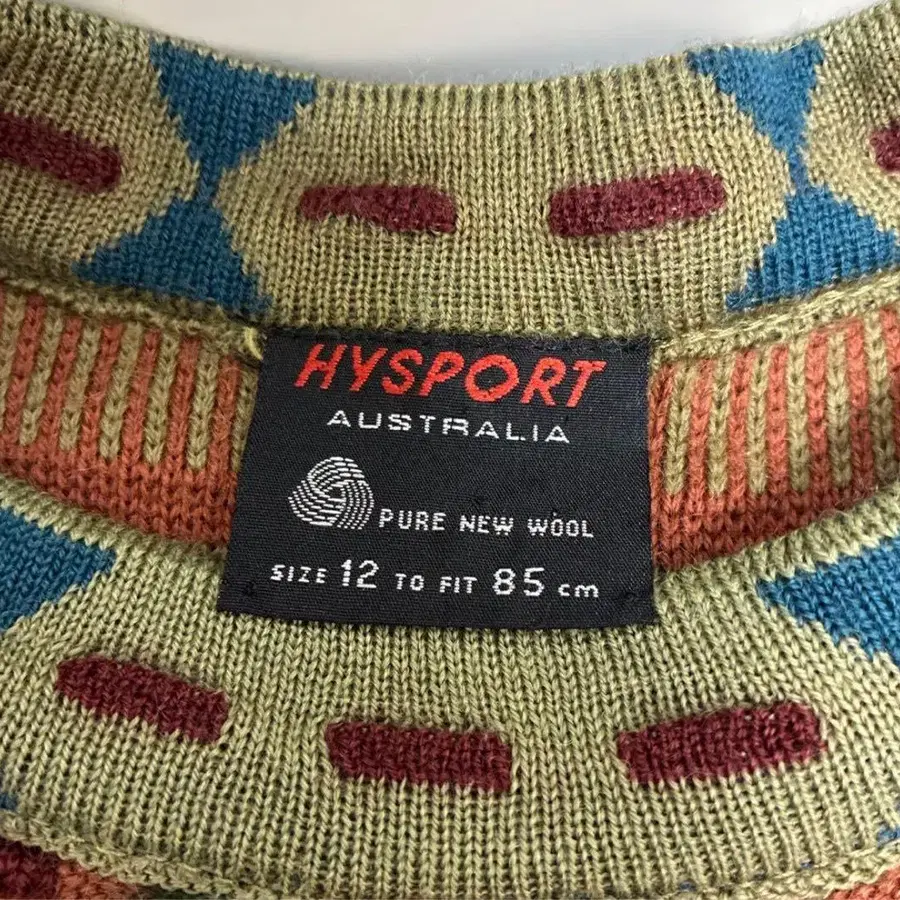 HYSPORT
AUSTRALIA
PURE NEW WOOL
SIZE 12 TO FIT 85 cm